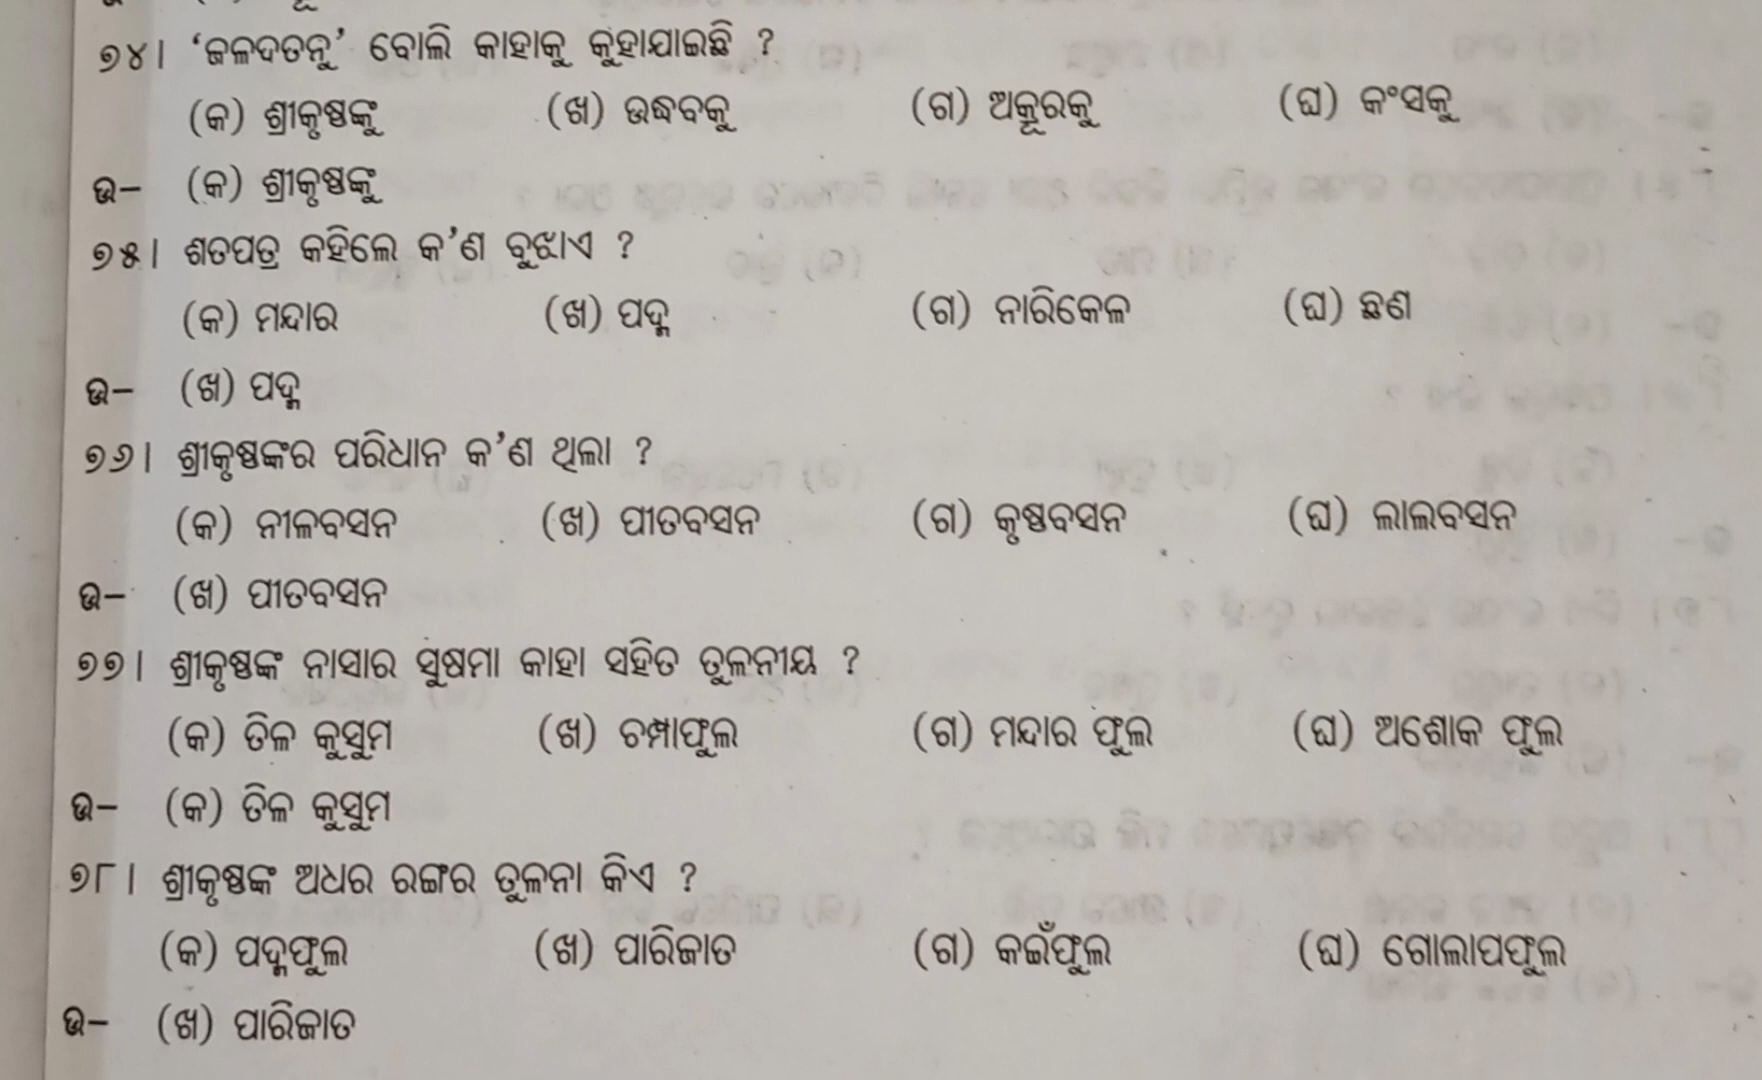 ୭୪। 'ଜଳଦତନୁ' ବୋଲି କାହାକୁ କୁହାଯାଇଛି ?
(କ) ଶ୍ରୀକୃଷ୍ଣଙ୍କୁ (ଖ) ଉଦ୍ଧବକୁ (ଗ) ଅକ୍ରୂରକୁ (ଘ) କଂସକୁ
ଉ– (କ) ଶ୍ରୀକୃଷ୍ଣଙ୍କୁ
୭୫। ଶତପତ୍ର କହିଲେ କ'ଣ ବୁଝାଏ ?
(କ) ମନ୍ଦାର (ଖ) ପଦ୍ମ (ଗ) ନାରିକେଳ (ଘ) ଛଣ
ଉ– (ଖ) ପଦ୍ମ
୭୬। ଶ୍ରୀକୃଷ୍ଣଙ୍କର ପରିଧାନ କ'ଣ ଥିଲା ?
(କ) ନୀଳବସନ (ଖ) ପୀତବସନ (ଗ) କୃଷ୍ଣବସନ (ଘ) ଲାଲବସନ
ଉ– (ଖ) ପୀତବସନ
୭୭। ଶ୍ରୀକୃଷ୍ଣଙ୍କ ନାସାର ସୁଷମା କାହା ସହିତ ତୁଳନୀୟ ?
(କ) ତିଳ କୁସୁମ (ଖ) ଚମ୍ପାଫୁଲ (ଗ) ମନ୍ଦାର ଫୁଲ (ଘ) ଅଶୋକ ଫୁଲ
ଉ– (କ) ତିଳ କୁସୁମ
୭୮। ଶ୍ରୀକୃଷ୍ଣଙ୍କ ଅଧର ରଙ୍ଗର ତୁଳନା କିଏ ?
(କ) ପଦ୍ମଫୁଲ (ଖ) ପାରିଜାତ (ଗ) କଇଁଫୁଲ (ଘ) ଗୋଲାପଫୁଲ
ଉ– (ଖ) ପାରିଜାତ